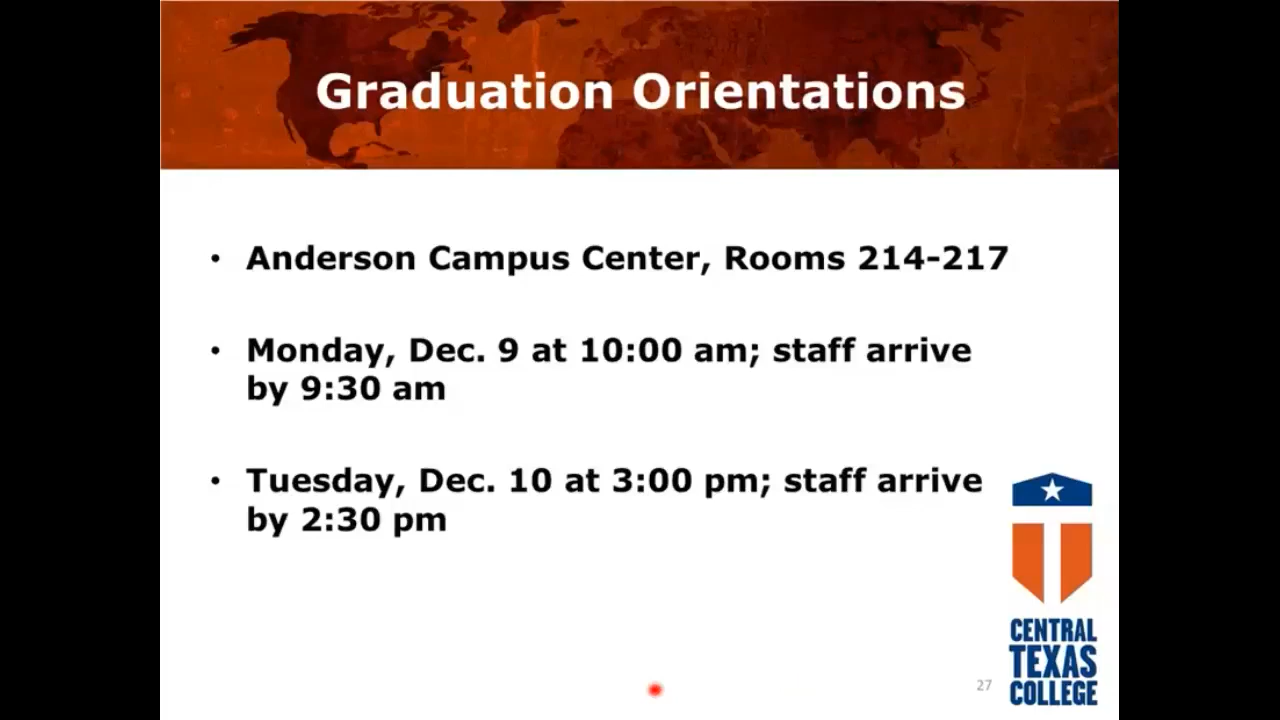 Graduation Orientations
• Anderson Campus Center, Rooms 214-217
• Monday, Dec. 9 at 10:00 am; staff arrive
by 9:30 am
• Tuesday, Dec. 10 at 3:00 pm; staff arrive
by 2:30 pm
CENTRAL
TEXAS
COLLEGE
27